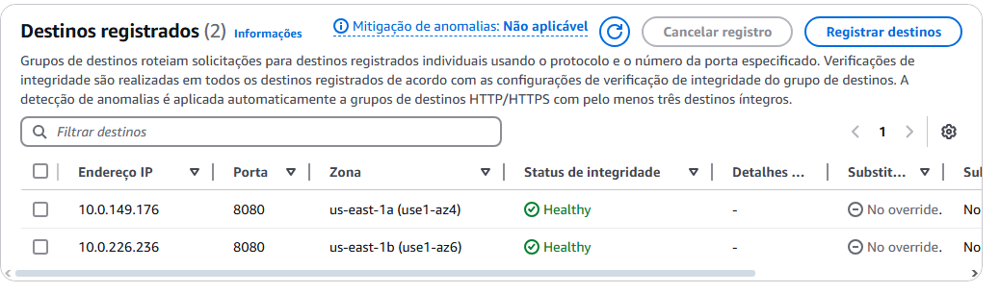 Destinos registrados (2) Informações Mitigação de anomalias: Não aplicável Cancelar registro Registrar destinos
Grupos de destinos roteiam solicitações para destinos registrados individuais usando o protocolo e o número da porta especificado. Verificações de
integridade são realizadas em todos os destinos registrados de acordo com as configurações de verificação de integridade do grupo de destinos. A
detecção de anomalias é aplicada automaticamente a grupos de destinos HTTP/HTTPS com pelo menos três destinos íntegros.
Filtrar destinos 1
Endereço IP Porta Zona Status de integridade Detalhes ... Substit...
10.0.149.176 8080 us-east-1a (use1-az4) Healthy - No override. No
10.0.226.236 8080 us-east-1b (use1-az6) Healthy - No override. No